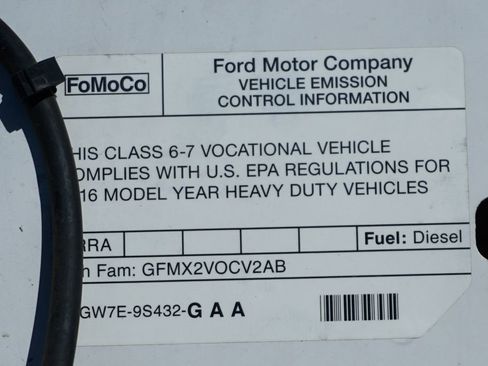 FoMoCo
Ford Motor Company
VEHICLE EMISSION
CONTROL INFORMATION
HIS CLASS 6-7 VOCATIONAL VEHICLE
OMPLIES WITH U.S. EPA REGULATIONS FOR
16 MODEL YEAR HEAVY DUTY VEHICLES
RRA Fuel: Diesel
m Fam: GFMX2VOCV2AB
GW7E-9S432-GAA